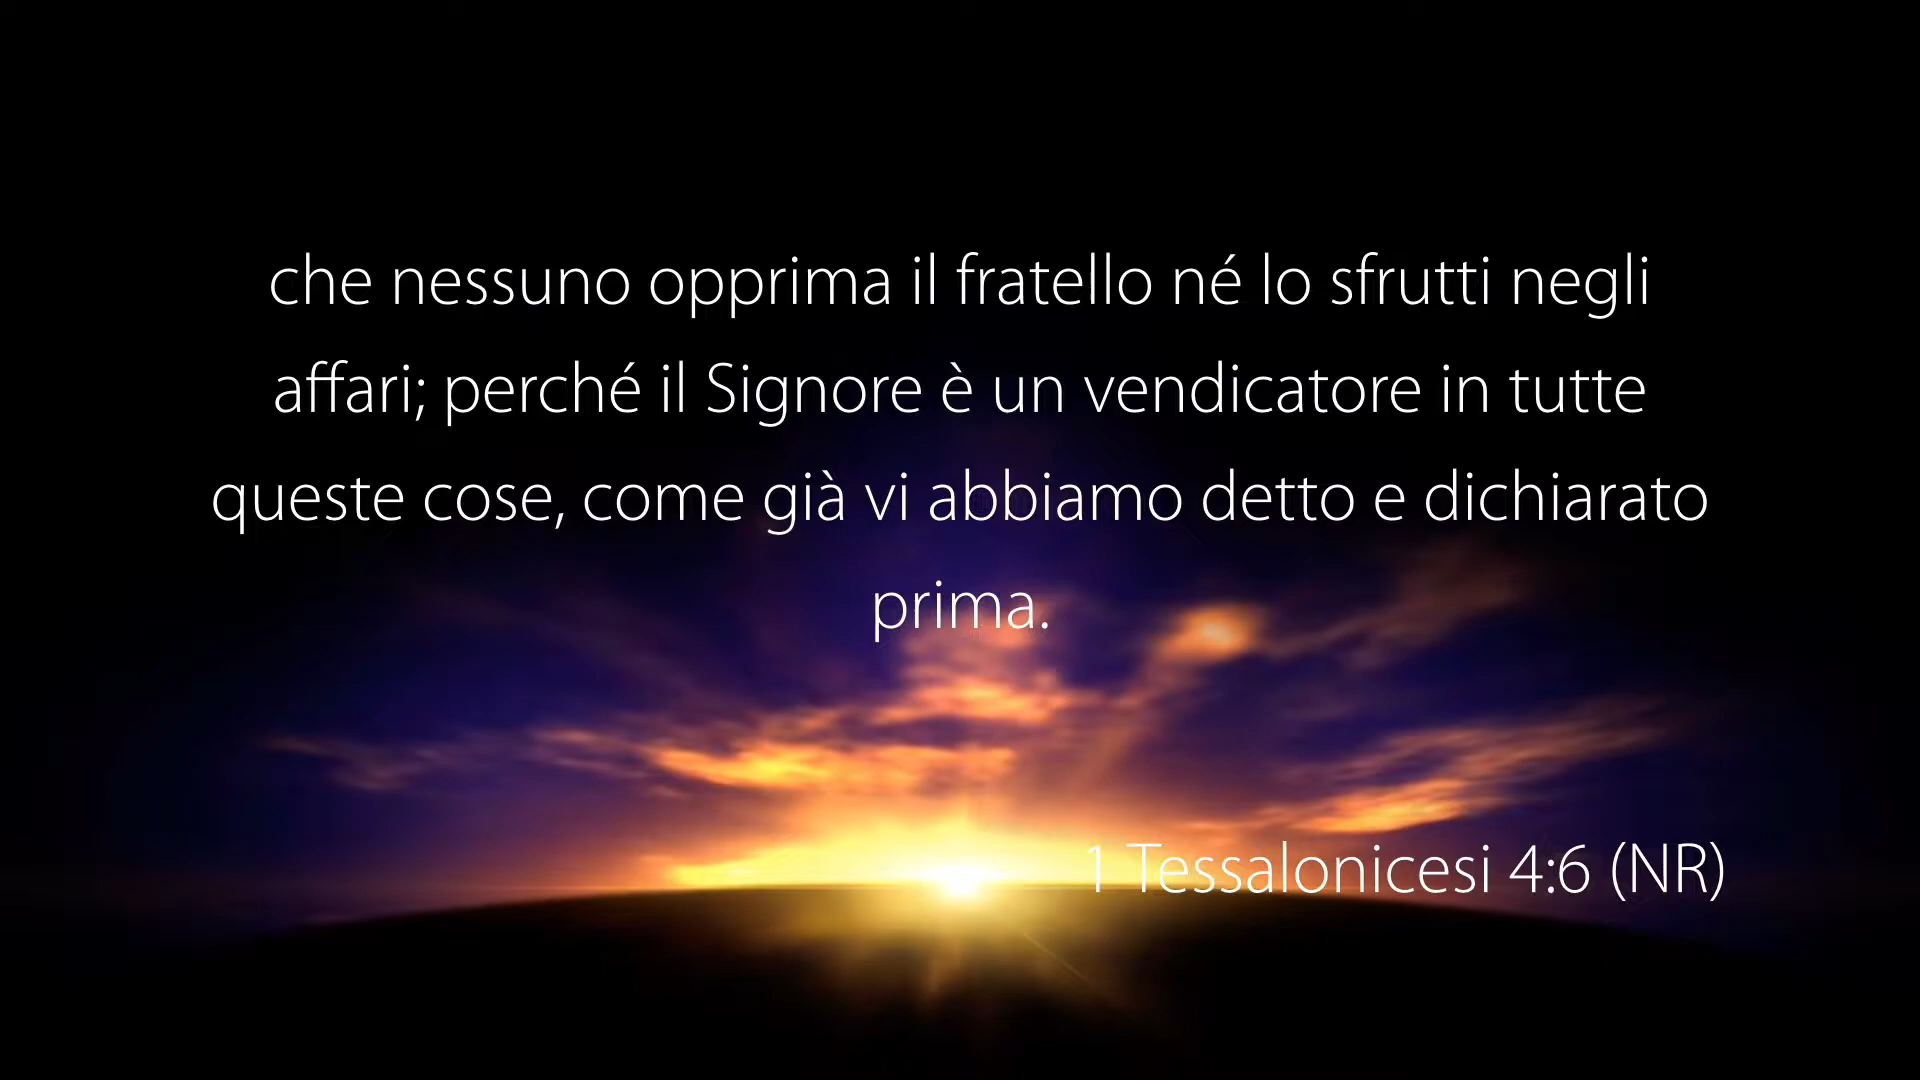 che nessuno opprima il fratello né lo sfrutti negli
affari; perché il Signore è un vendicatore in tutte
queste cose, come già vi abbiamo detto e dichiarato
prima.
1 Tessalonicesi 4:6 (NR)